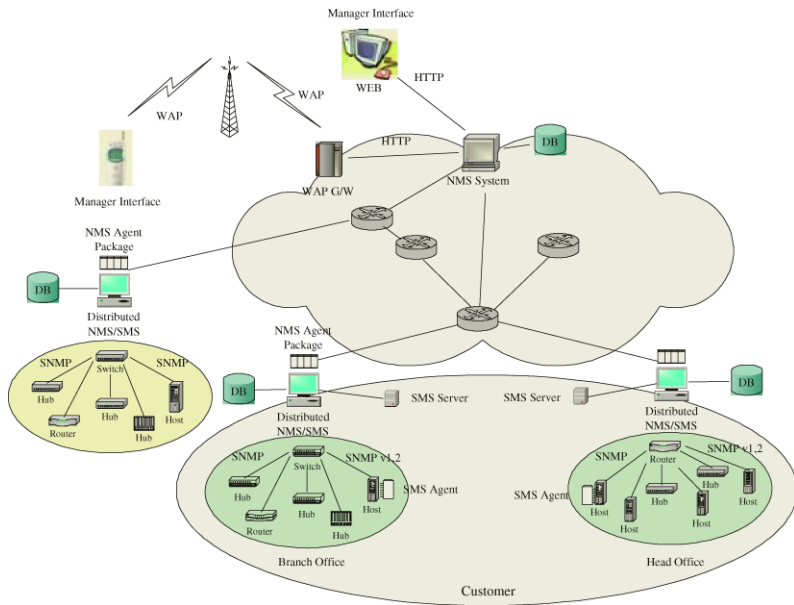 Manager Interface
WEB
HTTP
WAP
WAP
HTTP
DB
WAP G/W
NMS System
Manager Interface
NMS Agent
Package
DB
Distributed
NMS/SMS
SNMP
SNMP
Switch
Hub
Hub
Host
Router
Hub
NMS Agent
Package
DB
SMS Server
Distributed
NMS/SMS
SNMP
SNMP v1,2
Switch
Hub
Hub
Host
SMS Agent
Router
Hub
Branch Office
SMS Server
DB
Distributed
NMS/SMS
SNMP
SNMP v1,2
Router
Hub
SMS Agent
Host
Hub
Host
Host
Host
Head Office
Customer